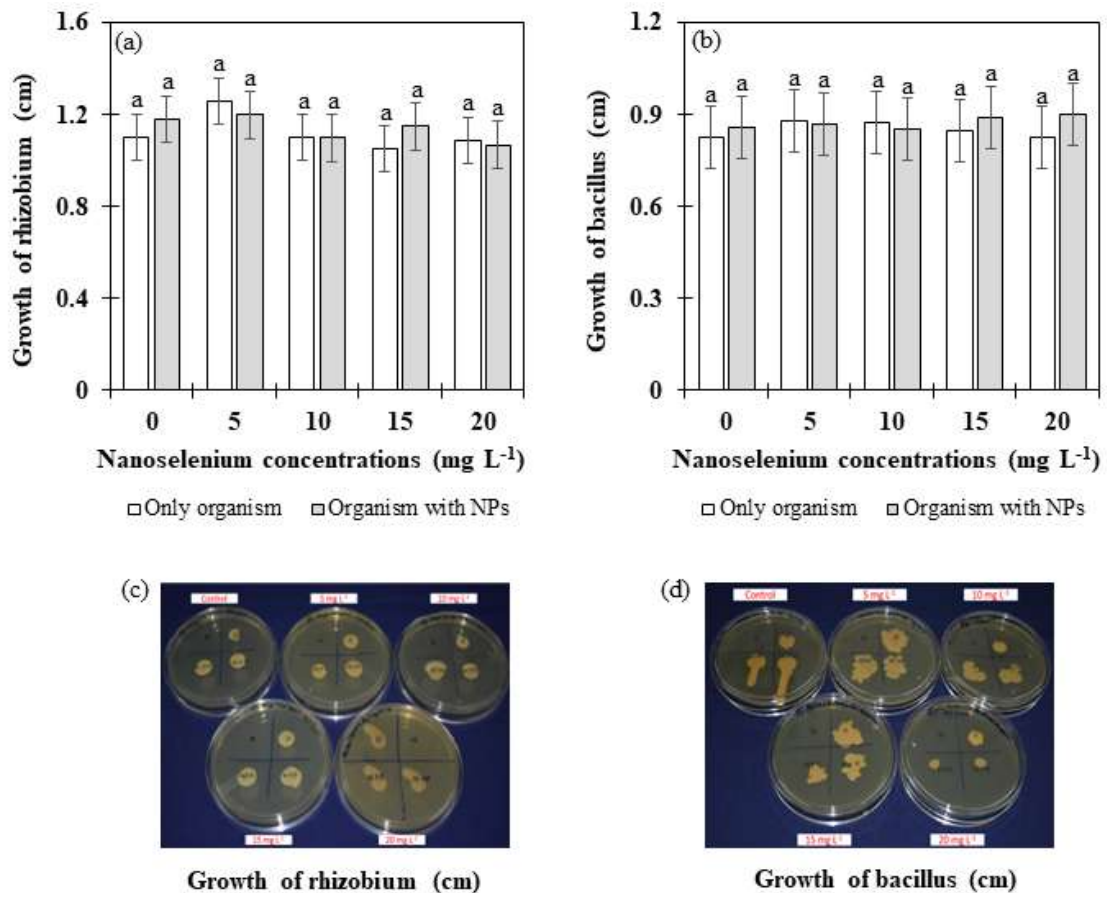 (a)
1.6
1.2
0.8
0.4
0
Growth of rhizobium (cm)
a a a a a a a a a a
0 5 10 15 20
Nanoselenium concentrations (mg L-1)
Only organism Organism with NPs
(b)
1.2
0.9
0.6
0.3
0
Growth of bacillus (cm)
a a a a a a a a a a
0 5 10 15 20
Nanoselenium concentrations (mg L-1)
Only organism Organism with NPs
(c)
Control 5 mg L-1 10 mg L-1
15 mg L-1 20 mg L-1
Growth of rhizobium (cm)
(d)
Control 5 mg L-1 10 mg L-1
15 mg L-1 20 mg L-1
Growth of bacillus (cm)